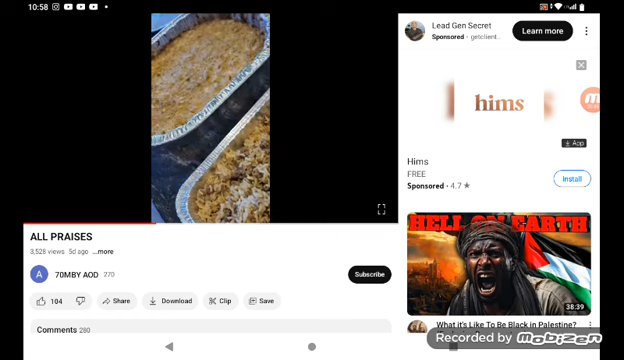 10:58
Lead Gen Secret
Sponsored · getclient...
Learn more
hims
App
Hims
FREE
Sponsored · 4.7 ★
Install
ALL PRAISES
3,528 views 5d ago ...more
A
70MBY AOD 270
Subscribe
104
Share
Download
Clip
Save
Comments 280
HELL ON EARTH
38:39
What it's Like To Be Black in Palestine?
Recorded by
mobizen